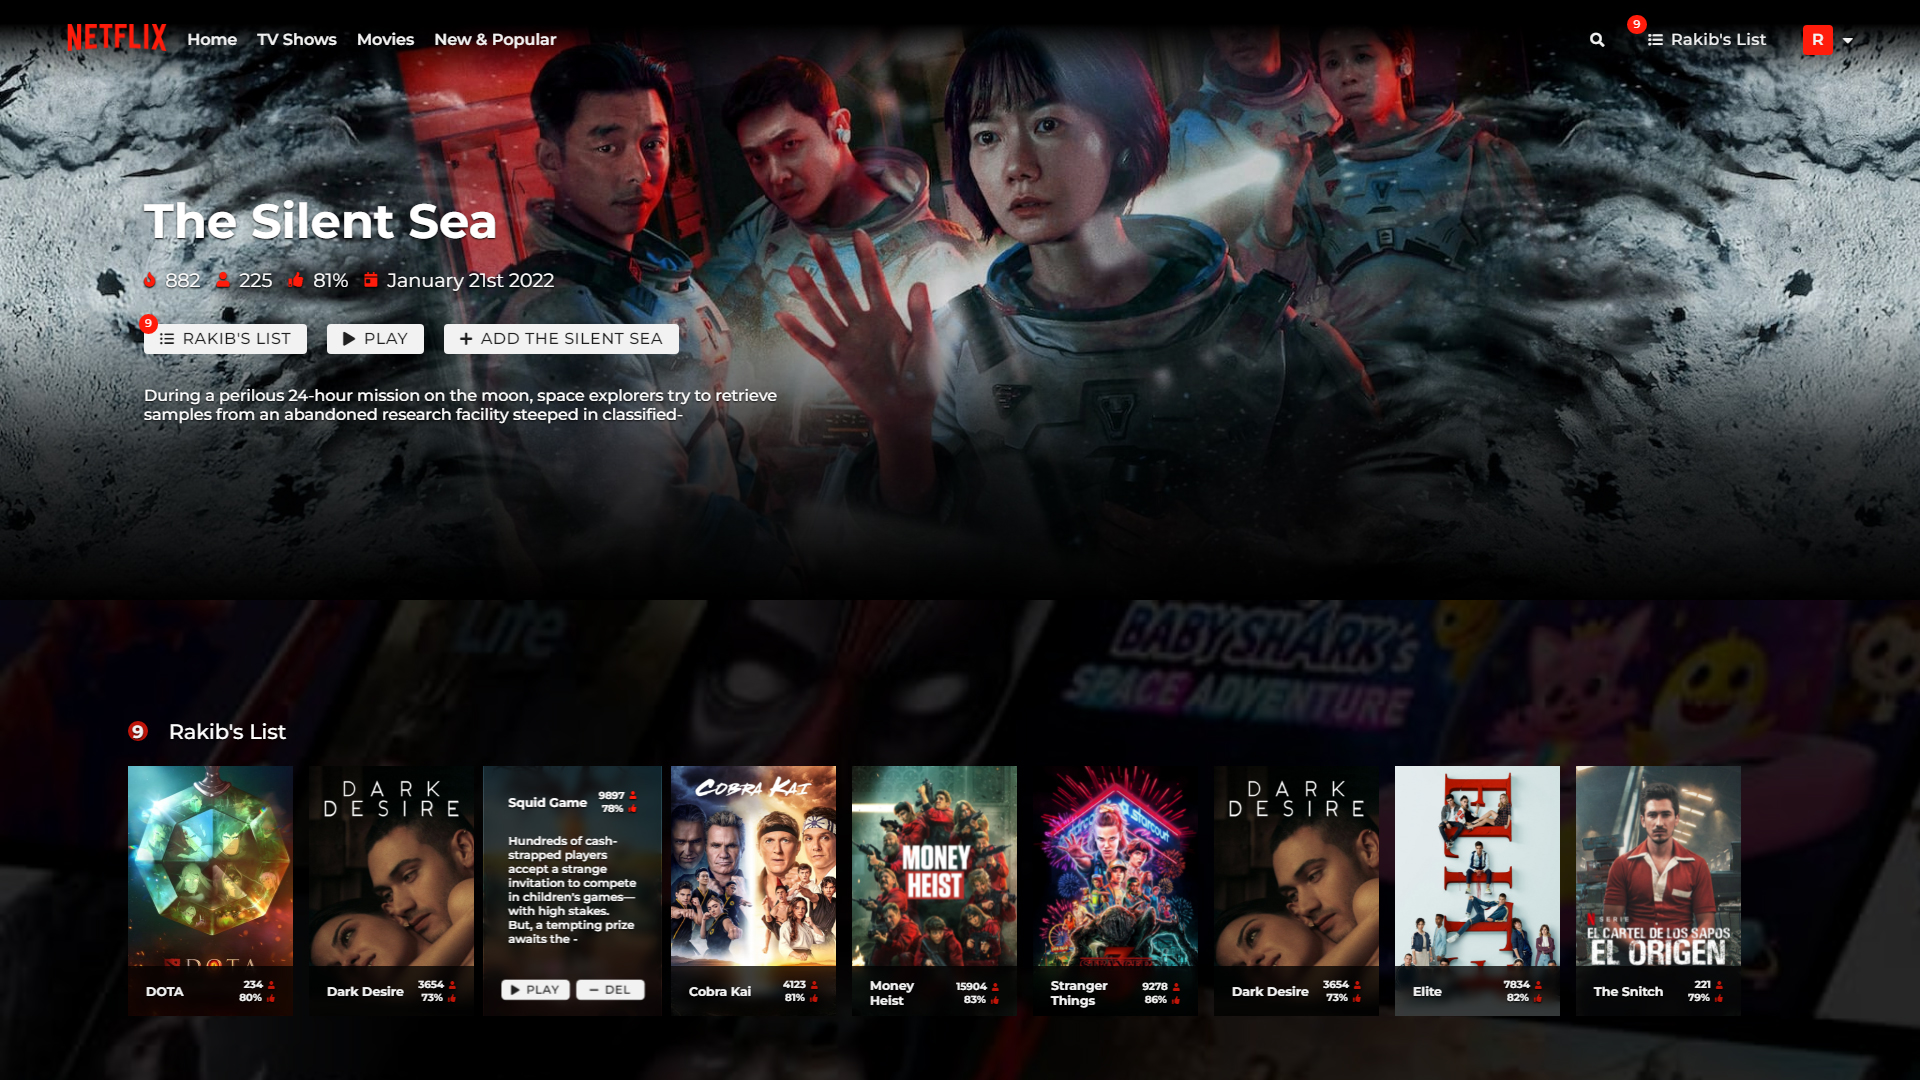 NETFLIX Home TV Shows Movies New & Popular 9 Rakib's List R
The Silent Sea
882 225 81% January 21st 2022
9 RAKIB'S LIST PLAY ADD THE SILENT SEA
During a perilous 24-hour mission on the moon, space explorers try to retrieve
samples from an abandoned research facility steeped in classified-
Life
BABY SHARK's
SPACE ADVENTURE
9 Rakib's List
DOTA
DOTA
234
80%
DARK
DESIRE
Dark Desire
3654
73%
Squid Game
9897
78%
Hundreds of cash-
strapped players
accept a strange
invitation to compete
in children's games—
with high stakes.
But, a tempting prize
awaits the -
PLAY DEL
COBRA KAI
Cobra Kai
4123
81%
MONEY
HEIST
Money
Heist
15904
83%
starcourt
Stranger
Things
9278
86%
DARK
DESIRE
Dark Desire
3654
73%
Elite
7834
82%
N SERIE
EL CARTEL DE LOS SAPOS
EL ORIGEN
The Snitch
221
79%